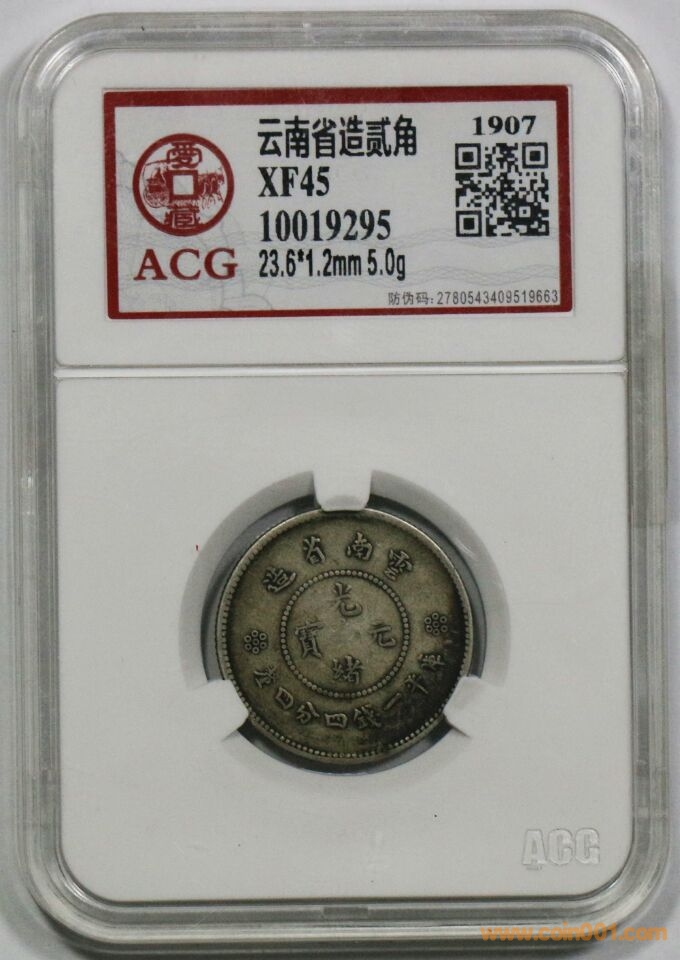 爱藏
ACG
云南省造贰角
XF45
10019295
23.6*1.2mm 5.0g
1907
防伪码:2780543409519663
造省南雲
光緒元寶
庫平一錢四分四釐
ACG
www.coin001.com